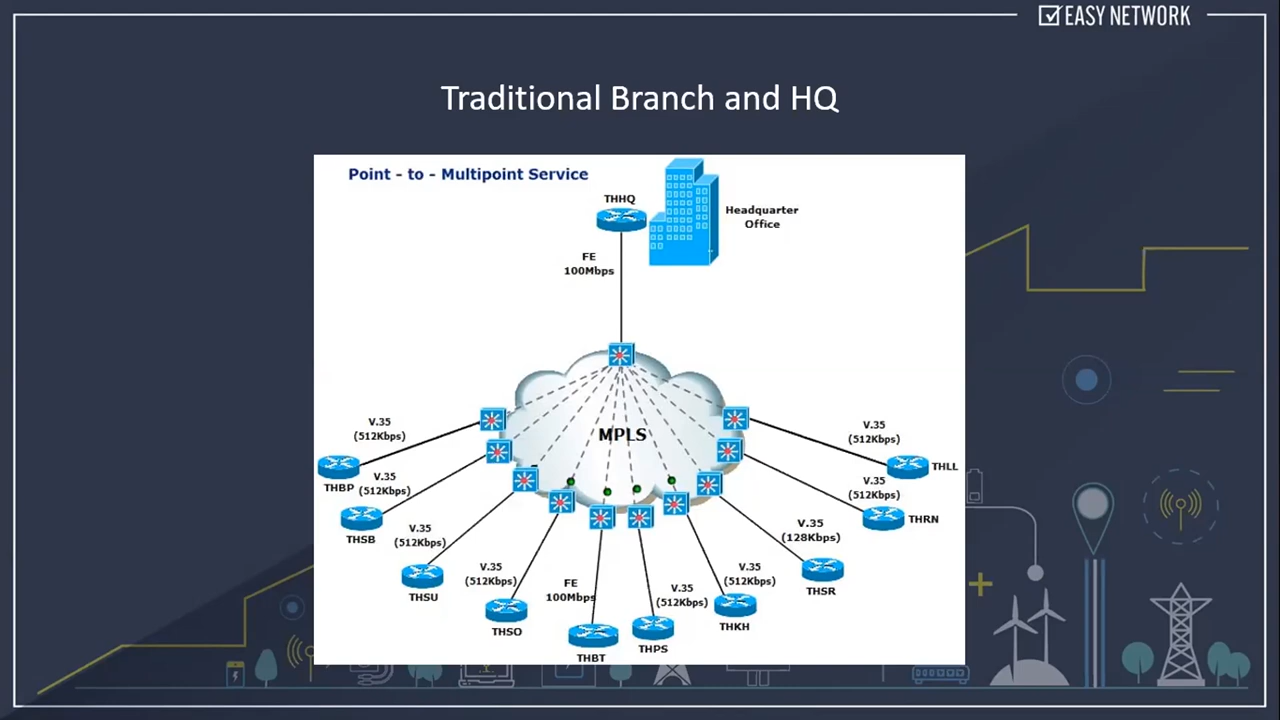 EASY NETWORK
Traditional Branch and HQ
Point - to - Multipoint Service
THHQ
Headquarter
Office
FE
100Mbps
MPLS
V.35
(512Kbps)
THBP
V.35
(512Kbps)
THSB
V.35
(512Kbps)
THSU
V.35
(512Kbps)
THSO
FE
100Mbps
THBT
V.35
(512Kbps)
THPS
V.35
(512Kbps)
THKH
V.35
(128Kbps)
THSR
V.35
(512Kbps)
THRN
V.35
(512Kbps)
THLL